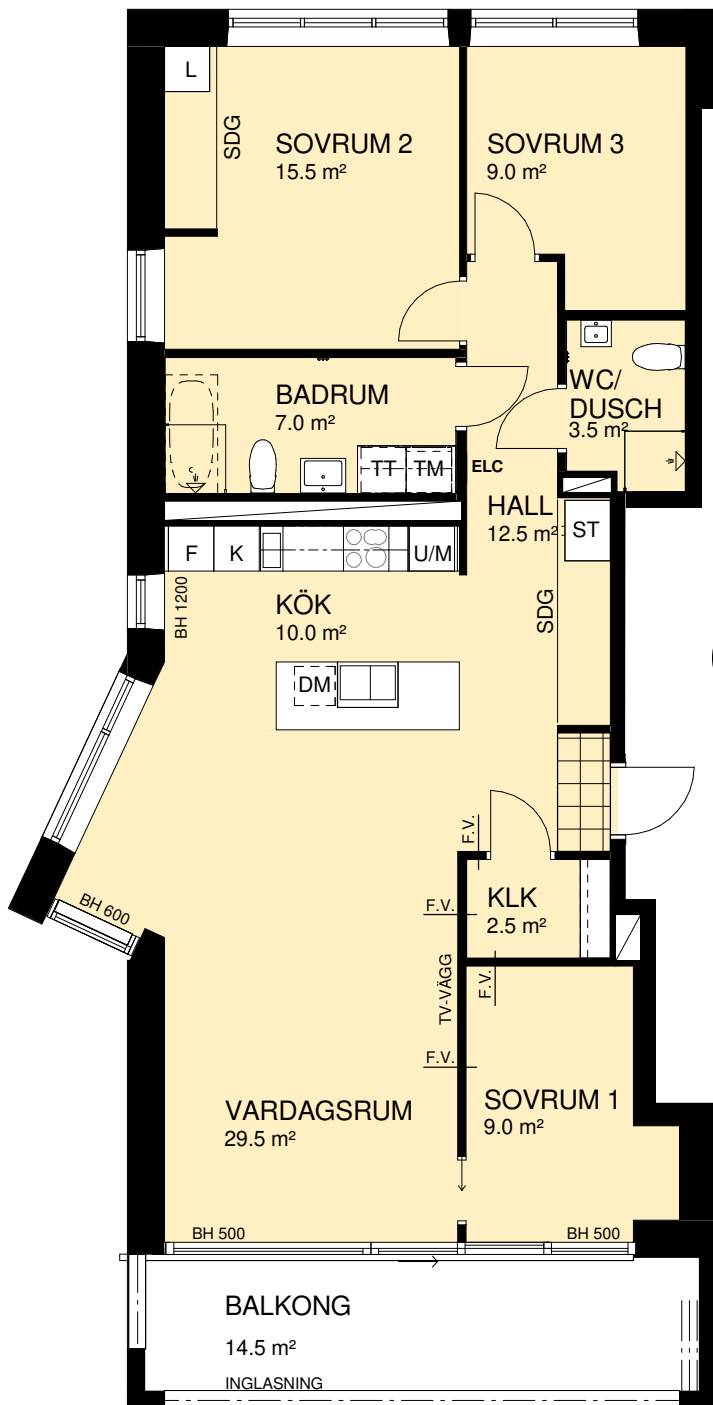 L
SDG
SOVRUM 2
15.5 m²
SOVRUM 3
9.0 m²
BADRUM
7.0 m²
WC/
DUSCH
3.5 m²
TT
TM
ELC
HALL
12.5 m²
ST
F
K
U/M
BH 1200
KÖK
10.0 m²
SDG
DM
F.V.
BH 600
F.V.
KLK
2.5 m²
TV-VÄGG
F.V.
F.V.
VARDAGSRUM
29.5 m²
SOVRUM 1
9.0 m²
BH 500
BH 500
BALKONG
14.5 m²
INGLASNING